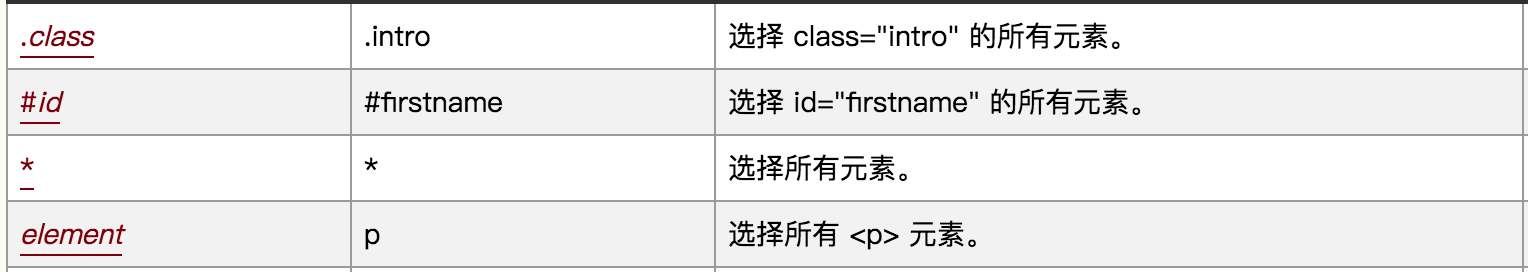 .class .intro 选择 class="intro" 的所有元素。
#id #firstname 选择 id="firstname" 的所有元素。
* * 选择所有元素。
element p 选择所有 <p> 元素。